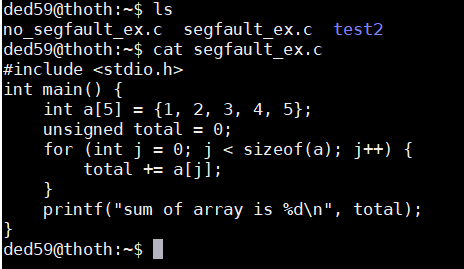 ded59@thoth:~$ ls
no_segfault_ex.c  segfault_ex.c  test2
ded59@thoth:~$ cat segfault_ex.c
#include <stdio.h>
int main() {
    int a[5] = {1, 2, 3, 4, 5};
    unsigned total = 0;
    for (int j = 0; j < sizeof(a); j++) {
        total += a[j];
    }
    printf("sum of array is %d\n", total);
}
ded59@thoth:~$